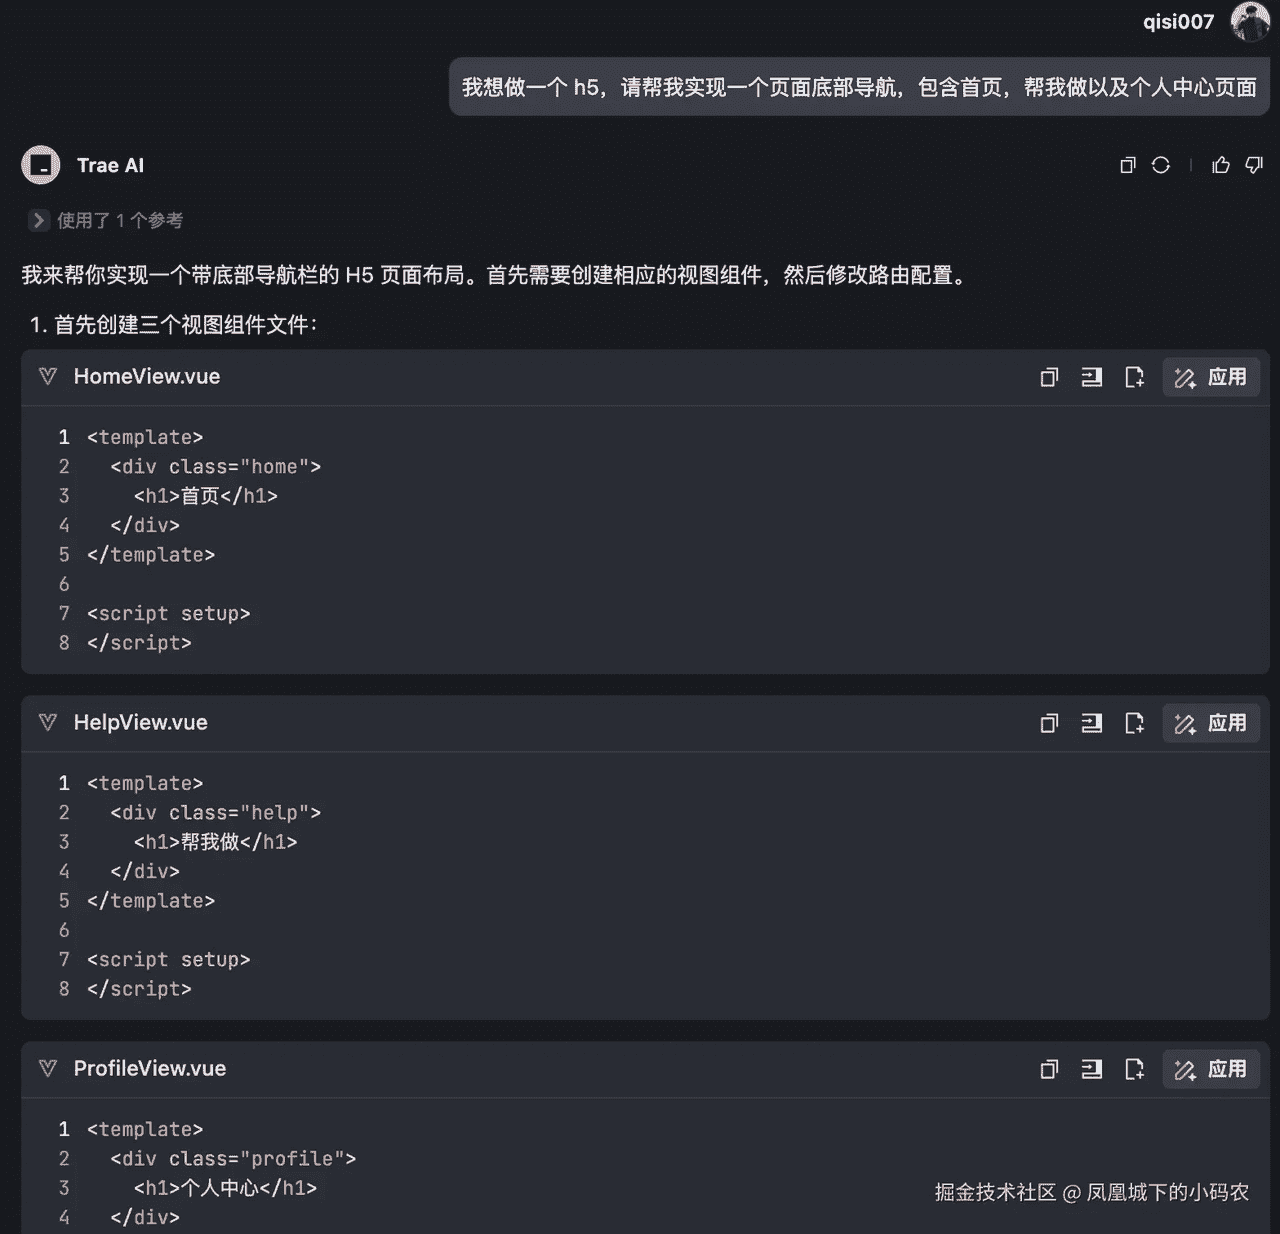 qisi007
我想做一个 h5，请帮我实现一个页面底部导航，包含首页，帮我做以及个人中心页面
Trae AI
使用了 1 个参考
我来帮你实现一个带底部导航栏的 H5 页面布局。首先需要创建相应的视图组件，然后修改路由配置。
1. 首先创建三个视图组件文件：
HomeView.vue
应用
1 <template>
2   <div class="home">
3     <h1>首页</h1>
4   </div>
5 </template>
6
7 <script setup>
8 </script>
HelpView.vue
应用
1 <template>
2   <div class="help">
3     <h1>帮我做</h1>
4   </div>
5 </template>
6
7 <script setup>
8 </script>
ProfileView.vue
应用
1 <template>
2   <div class="profile">
3     <h1>个人中心</h1>
4   </div>
掘金技术社区 @ 凤凰城下的小码农